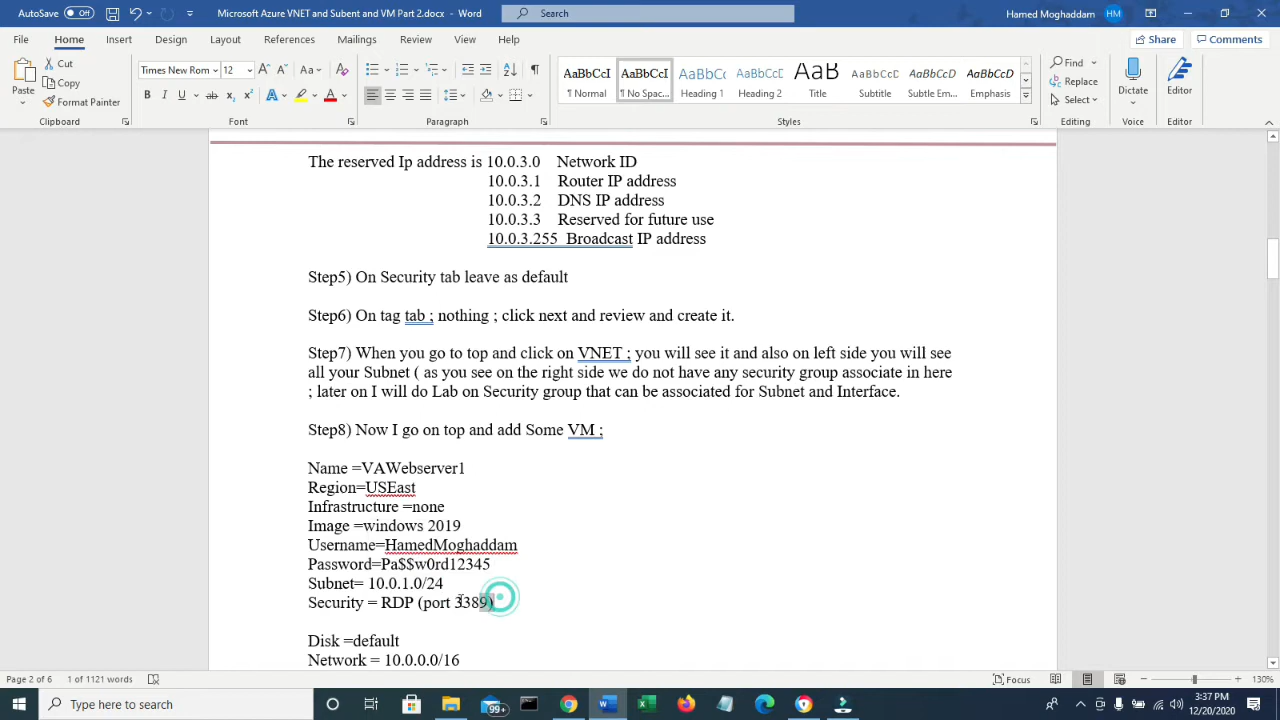 AutoSave Off Microsoft Azure VNET and Subnet Part 2.docx Search Hamed Moghaddam HM
File Home Insert Design Layout References Mailings Review View Help Share Comments
Paste Cut Copy Format Painter
Times New Rom 12 Aa
B I U ab x₂ x² A
AaBbCcI ¶ Normal AaBbCcI ¶ No Spac... AaBbCc Heading 1 AaBbCcI Heading 2 AaB Title AaBbCcD Subtitle AaBbCcD Subtle Em... AaBbCcD Emphasis
Find Replace Select Dictate Editor
Clipboard Font Paragraph Styles Editing Voice Editor
The reserved Ip address is 10.0.3.0 Network ID
10.0.3.1 Router IP address
10.0.3.2 DNS IP address
10.0.3.3 Reserved for future use
10.0.3.255 Broadcast IP address
Step5) On Security tab leave as default
Step6) On tag tab ; nothing ; click next and review and create it.
Step7) When you go to top and click on VNET ; you will see it and also on left side you will see
all your Subnet ( as you see on the right side we do not have any security group associate in here
; later on I will do Lab on Security group that can be associated for Subnet and Interface.
Step8) Now I go on top and add Some VM ;
Name =VAWebserver1
Region=USEast
Infrastructure =none
Image =windows 2019
Username=HamedMoghaddam
Password=Pa$$w0rd12345
Subnet= 10.0.1.0/24
Security = RDP (port 3389)
Disk =default
Network = 10.0.0.0/16
Page 2 of 6 1 of 1121 words Focus 130%
Type here to search 99+ 3:37 PM
12/20/2020